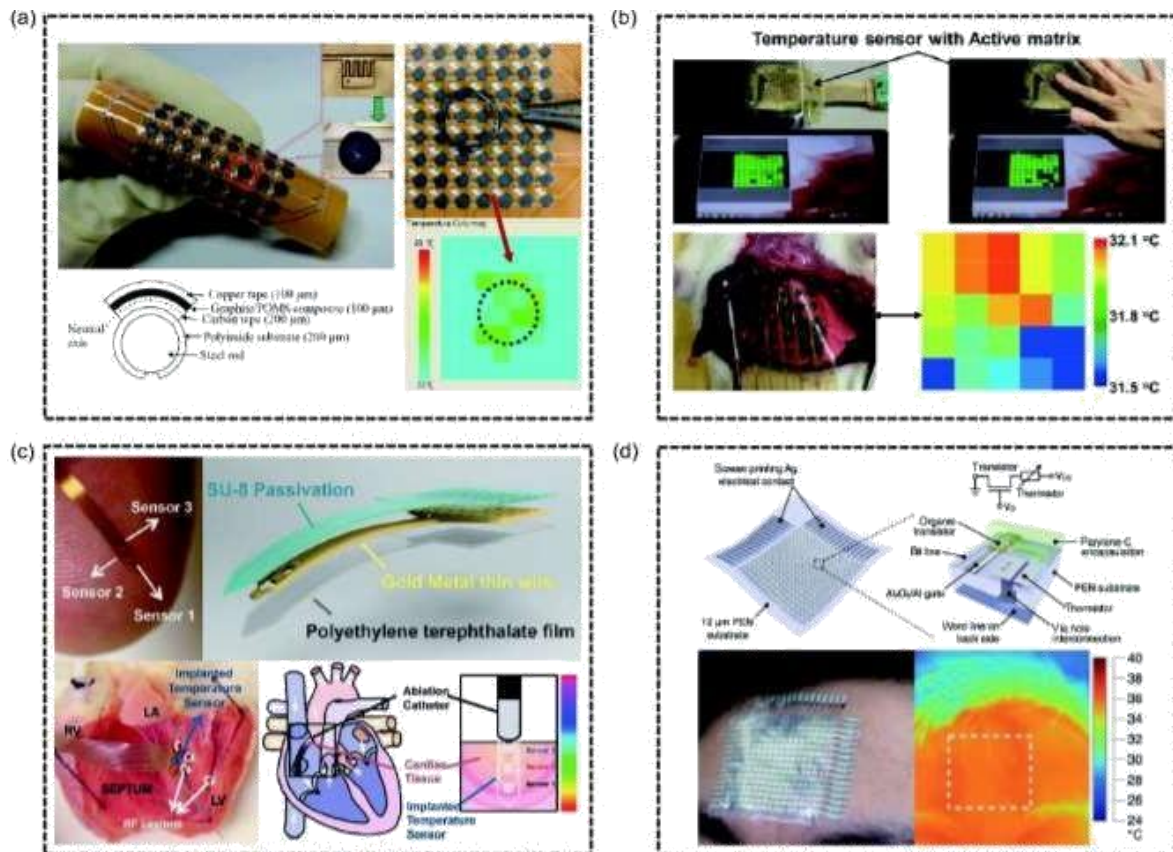 (a)
Copper tape (100 μm)
Graphite/PDMS composite (100 μm)
Carbon tape (200 μm)
Neutral
axis
Polyimide substrate (200 μm)
Steel rod
(b)
Temperature sensor with Active matrix
32.1 °C
31.8 °C
31.5 °C
(c)
Sensor 3
Sensor 2
Sensor 1
SU-8 Passivation
Gold Metal thin wire
Polyethylene terephthalate film
Implanted
Temperature
Sensor
LA
RV
SEPTUM
LV
RF Lesions
Ablation
Catheter
Cardiac
Tissue
Implanted
Temperature
Sensor
(d)
Screen printing Ag
electrical contact
12 μm PEN
substrate
Transistor
Thermistor
Organic
transistor
Bit line
Parylene-C
encapsulation
PEN substrate
Thermistor
Via hole
interconnection
Word line on
back side
40
38
36
34
32
30
28
26
24
°C